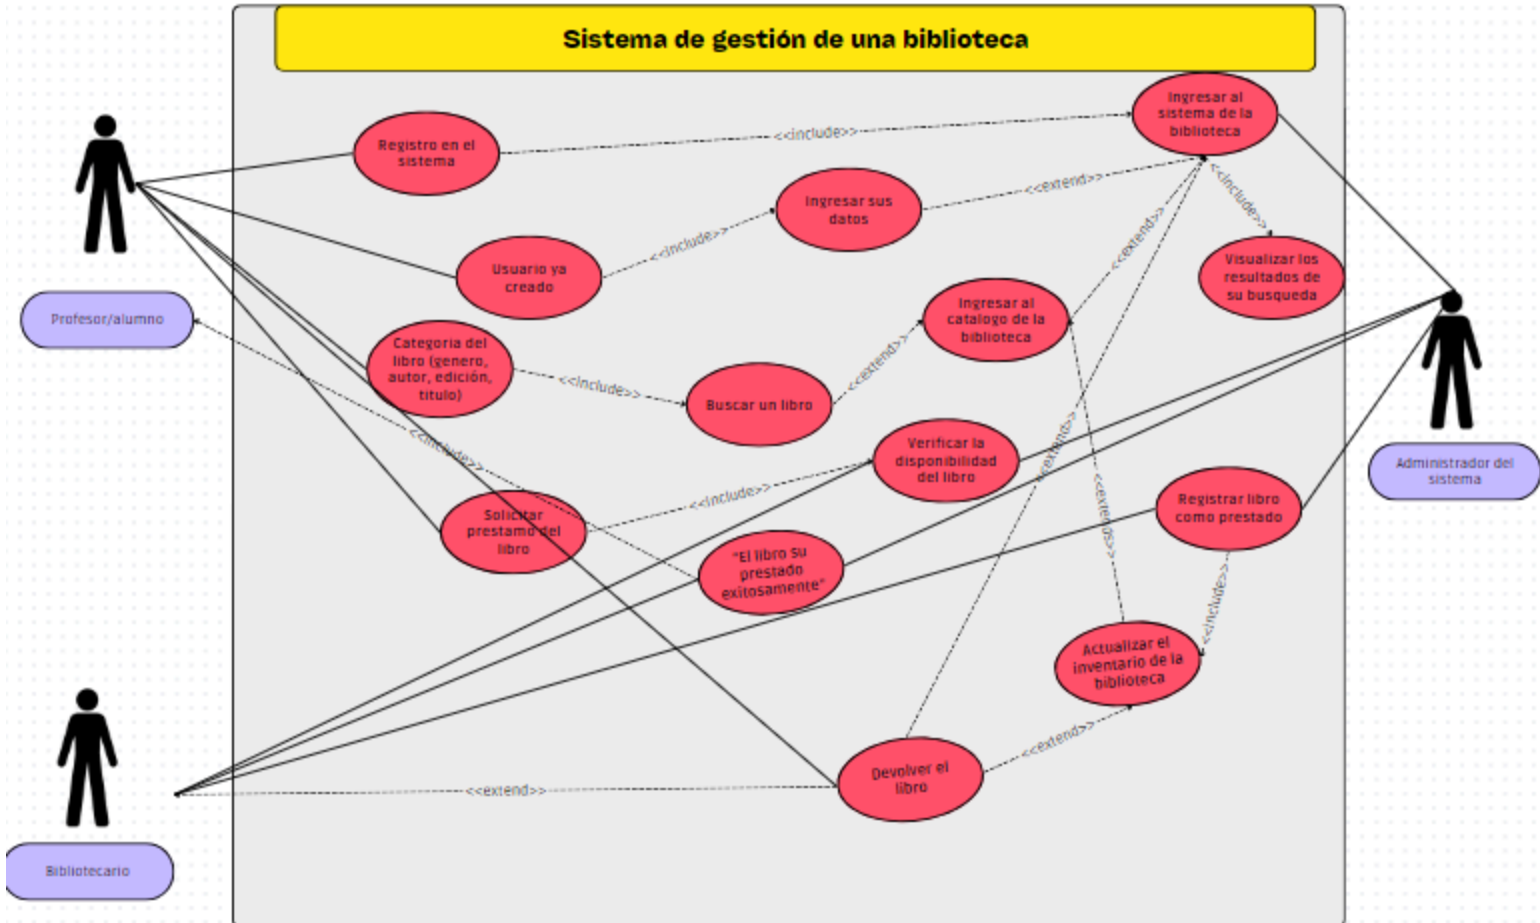 Sistema de gestión de una biblioteca
Ingresar al
sistema de la
biblioteca
<<include>>
Registro en el
sistema
<<extend>>
<<include>>
Ingresar sus
datos
<<include>>
<<extend>>
Usuario ya
creado
Visualizar los
resultados de
su busqueda
Ingresar al
catalogo de la
biblioteca
Profesor/alumno
Categoria del
libro (genero,
autor, edición,
titulo)
<<include>>
<<extend>>
Buscar un libro
<<include>>
<<extend>>
Verificar la
disponibilidad
del libro
Administrador del
sistema
<<include>>
<<extends>>
Registrar libro
como prestado
Solicitar
prestamo del
libro
"El libro su
prestado
exitosamente"
<<include>>
Actualizar el
inventario de la
biblioteca
<<extend>>
Devolver el
libro
<<extend>>
Bibliotecario